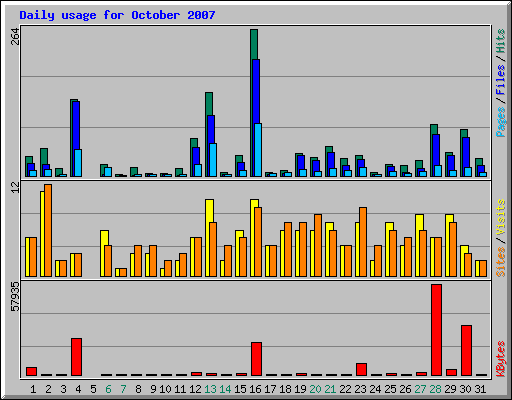 Daily usage for October 2007
264
Pages / Files / Hits
12
Sites / Visits
57935
KBytes
1 2 3 4 5 6 7 8 9 10 11 12 13 14 15 16 17 18 19 20 21 22 23 24 25 26 27 28 29 30 31